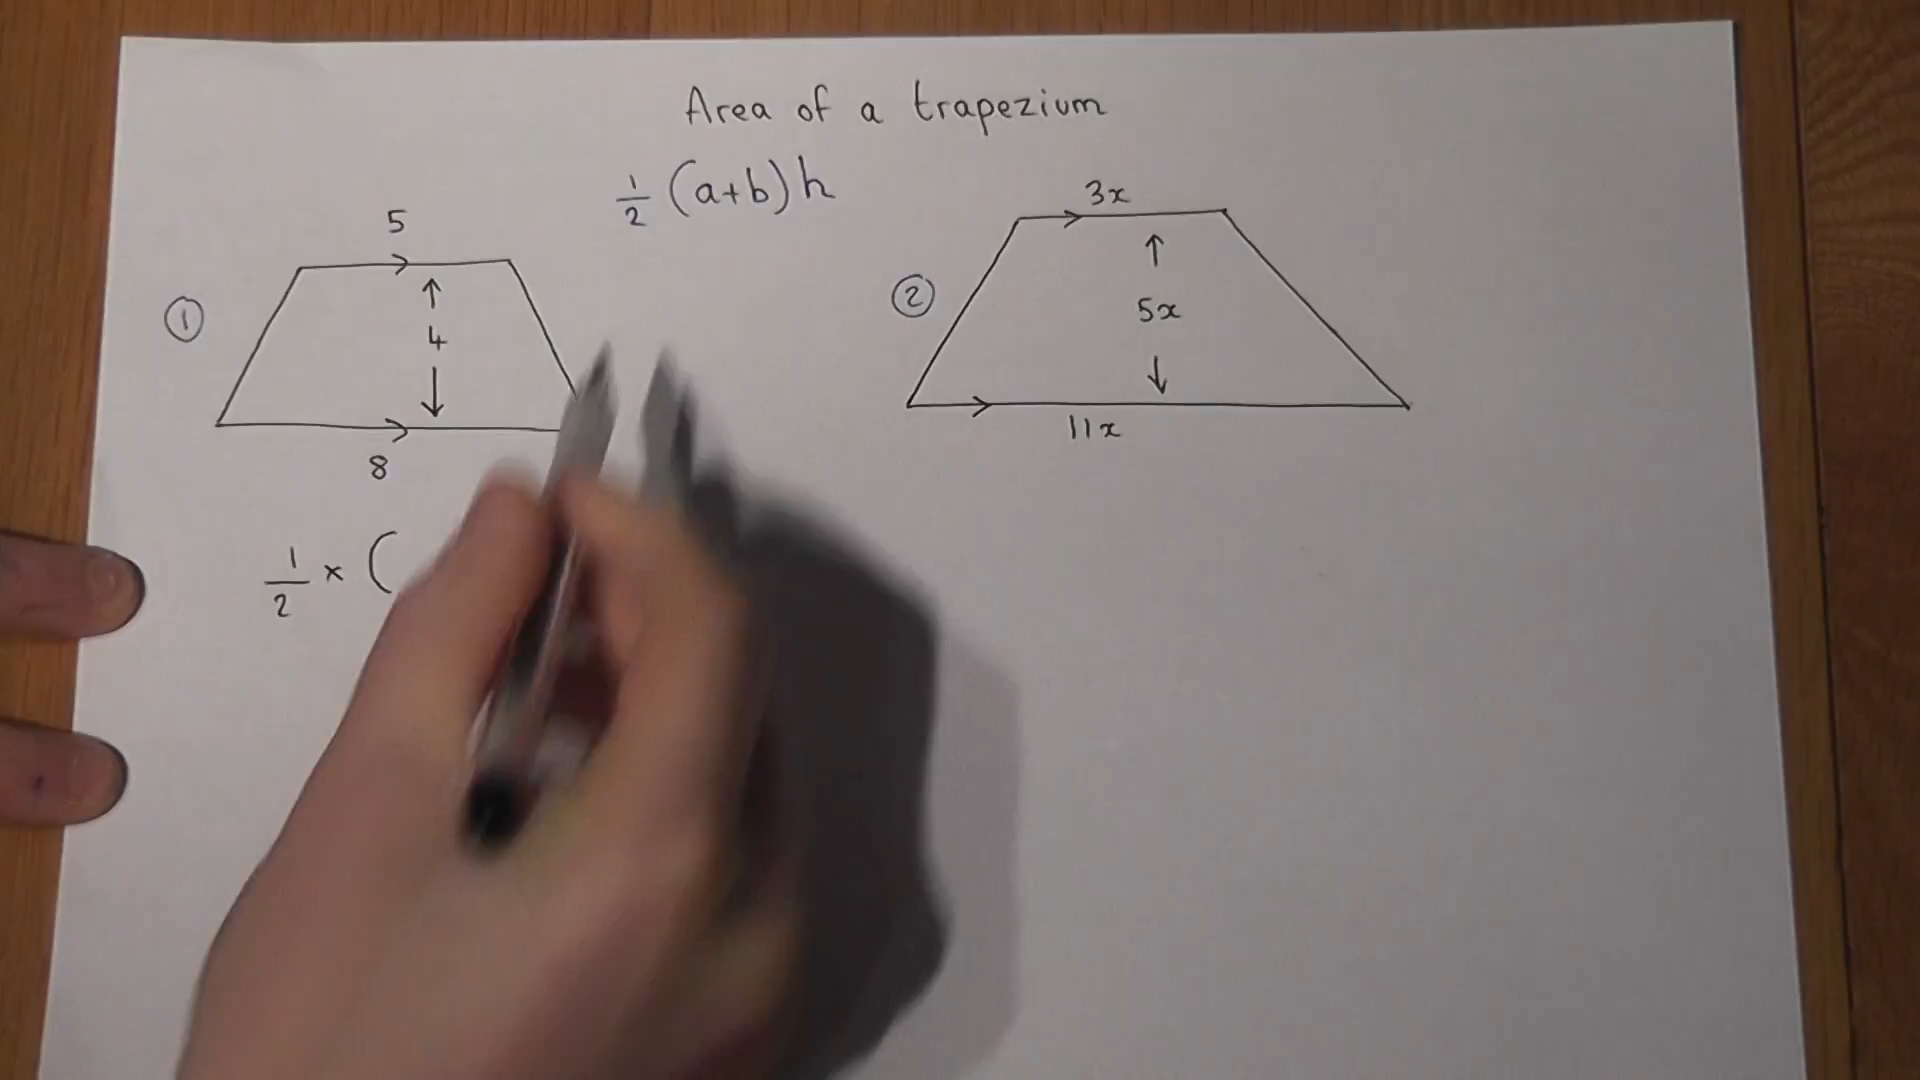 Area of a trapezium
1/2 (a+b)h
①
5
4
8
②
3x
5x
11x
1/2 × (